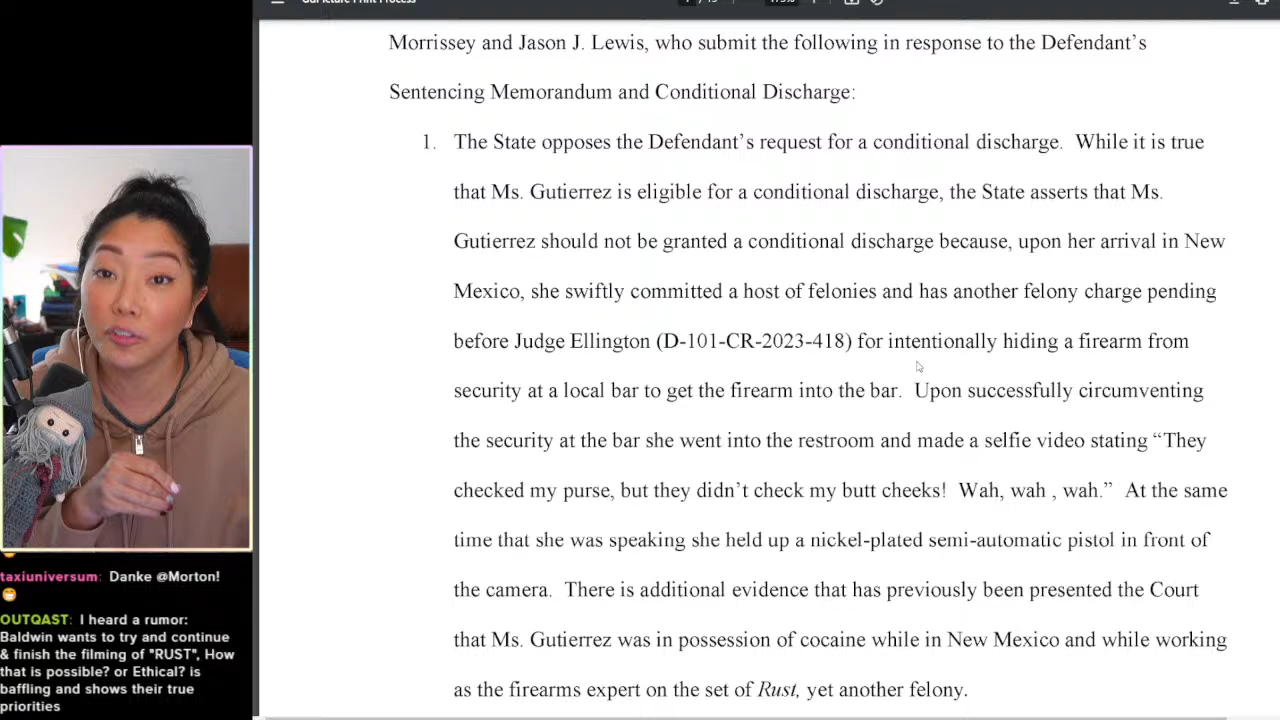 Morrissey and Jason J. Lewis, who submit the following in response to the Defendant's
Sentencing Memorandum and Conditional Discharge:
1. The State opposes the Defendant's request for a conditional discharge. While it is true
that Ms. Gutierrez is eligible for a conditional discharge, the State asserts that Ms.
Gutierrez should not be granted a conditional discharge because, upon her arrival in New
Mexico, she swiftly committed a host of felonies and has another felony charge pending
before Judge Ellington (D-101-CR-2023-418) for intentionally hiding a firearm from
security at a local bar to get the firearm into the bar. Upon successfully circumventing
the security at the bar she went into the restroom and made a selfie video stating “They
checked my purse, but they didn't check my butt cheeks! Wah, wah , wah.” At the same
time that she was speaking she held up a nickel-plated semi-automatic pistol in front of
the camera. There is additional evidence that has previously been presented the Court
that Ms. Gutierrez was in possession of cocaine while in New Mexico and while working
as the firearms expert on the set of Rust, yet another felony.
taxiuniversum: Danke @Morton!
OUTQAST: I heard a rumor:
Baldwin wants to try and continue
& finish the filming of "RUST", How
that is possible? or Ethical? is
baffling and shows their true
priorities